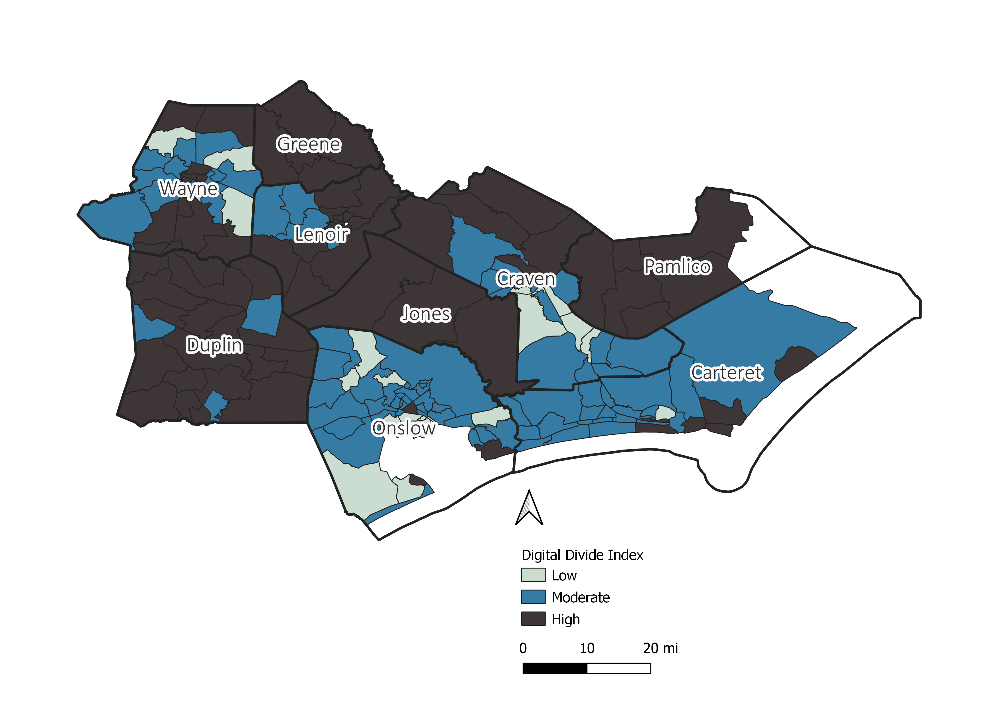 Greene
Wayne
Lenoir
Pamlico
Craven
Jones
Duplin
Carteret
Onslow
Digital Divide Index
Low
Moderate
High
0 10 20 mi